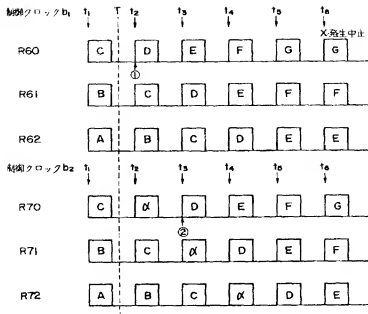 制御クロックb₁ t₁ T t₂ t₃ t₄ t₅ t₆
X 発生中止
R60 C D E F G G
①
R61 B C D E F F
R62 A B C D E E
制御クロックb₂ t₁ t₂ t₃ t₄ t₅ t₆
R70 C α D E F G
②
R71 B C α D E F
R72 A B C α D E